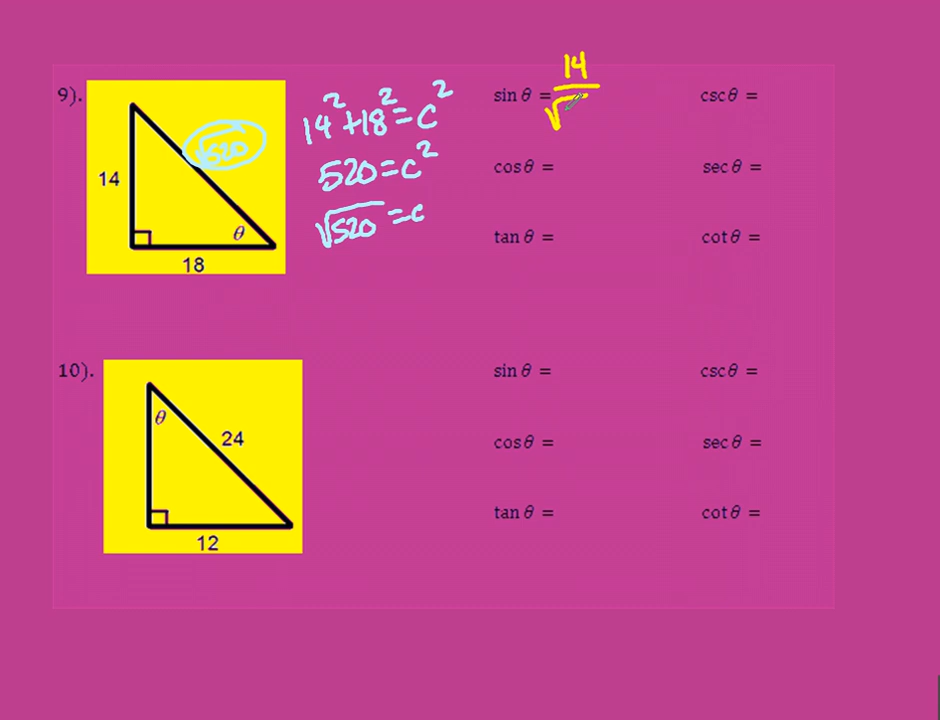 9).
14
√520
θ
18
14² + 18² = c²
520 = c²
√520 = c
sin θ = 14/√
csc θ =
cos θ =
sec θ =
tan θ =
cot θ =
10).
θ
24
12
sin θ =
csc θ =
cos θ =
sec θ =
tan θ =
cot θ =